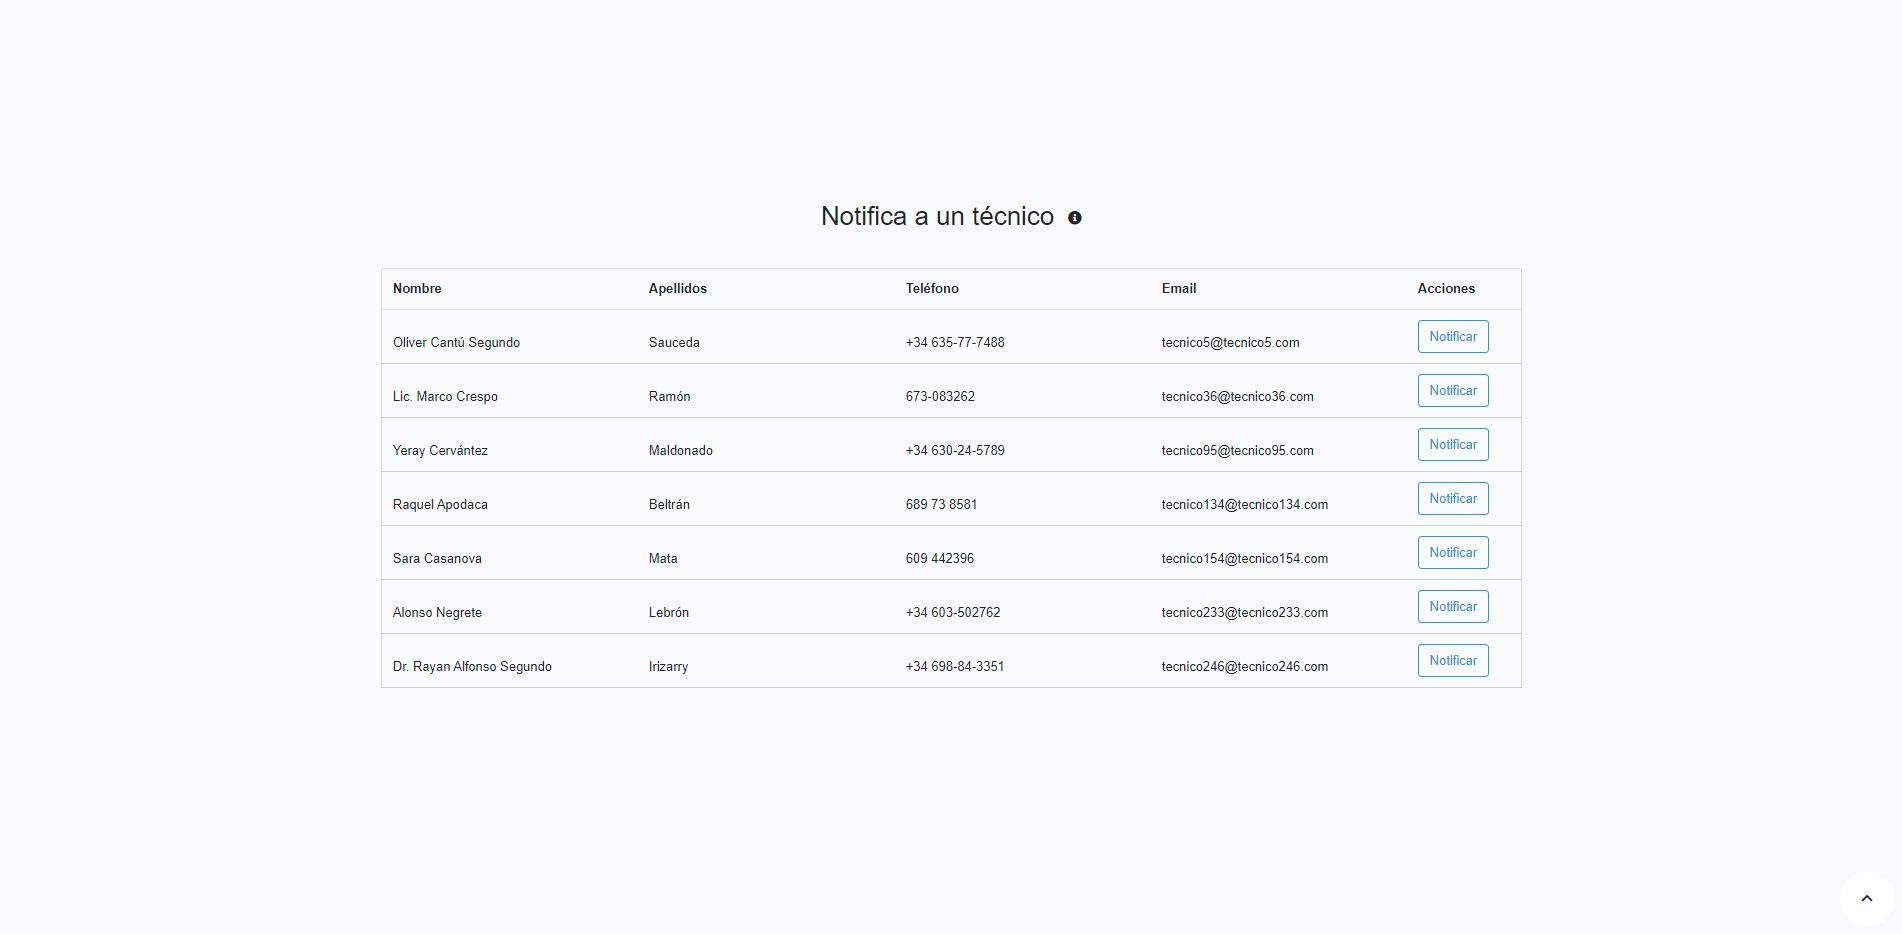 Notifica a un técnico
Nombre Apellidos Teléfono Email Acciones
Oliver Cantú Segundo Sauceda +34 635-77-7488 tecnico5@tecnico5.com Notificar
Lic. Marco Crespo Ramón 673-083262 tecnico36@tecnico36.com Notificar
Yeray Cervántez Maldonado +34 630-24-5789 tecnico95@tecnico95.com Notificar
Raquel Apodaca Beltrán 689 73 8581 tecnico134@tecnico134.com Notificar
Sara Casanova Mata 609 442396 tecnico154@tecnico154.com Notificar
Alonso Negrete Lebrón +34 603-502762 tecnico233@tecnico233.com Notificar
Dr. Rayan Alfonso Segundo Irizarry +34 698-84-3351 tecnico246@tecnico246.com Notificar